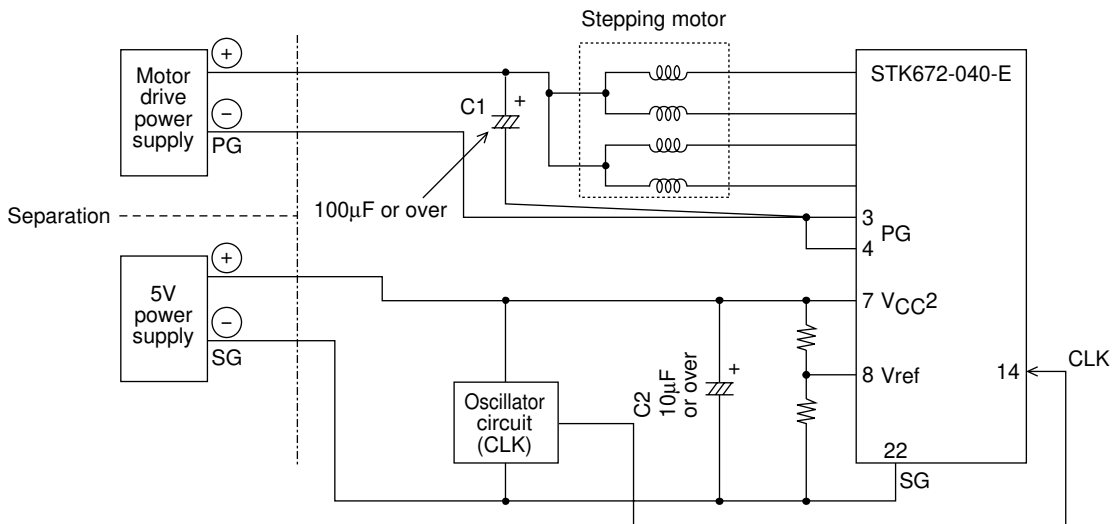 Stepping motor
Motor
drive
power
supply
+
−
PG
C1
+
100μF or over
STK672-040-E
3
PG
4
Separation
5V
power
supply
+
−
SG
7 VCC2
8 Vref
14
CLK
Oscillator
circuit
(CLK)
C2
10μF
or over
+
22
SG